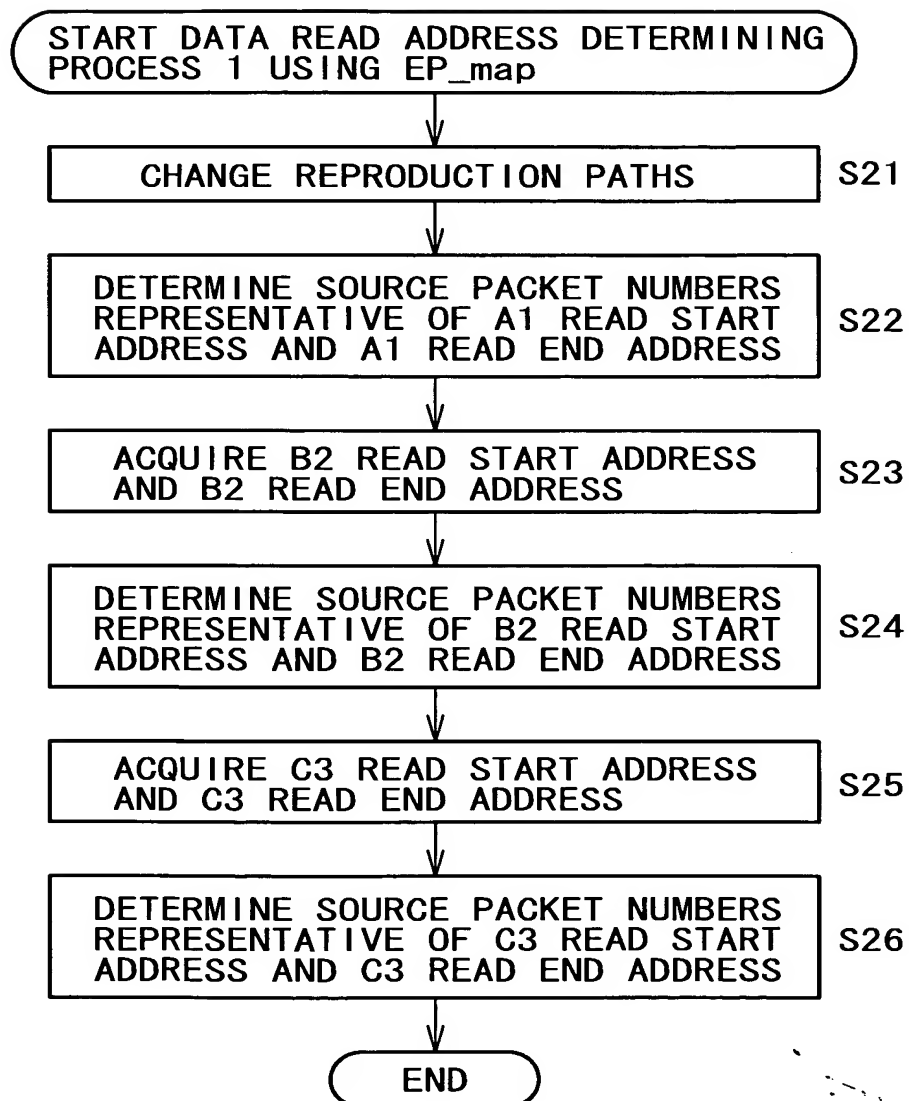 START DATA READ ADDRESS DETERMINING
PROCESS 1 USING EP_map
CHANGE REPRODUCTION PATHS
S21
DETERMINE SOURCE PACKET NUMBERS
REPRESENTATIVE OF A1 READ START
ADDRESS AND A1 READ END ADDRESS
S22
ACQUIRE B2 READ START ADDRESS
AND B2 READ END ADDRESS
S23
DETERMINE SOURCE PACKET NUMBERS
REPRESENTATIVE OF B2 READ START
ADDRESS AND B2 READ END ADDRESS
S24
ACQUIRE C3 READ START ADDRESS
AND C3 READ END ADDRESS
S25
DETERMINE SOURCE PACKET NUMBERS
REPRESENTATIVE OF C3 READ START
ADDRESS AND C3 READ END ADDRESS
S26
END